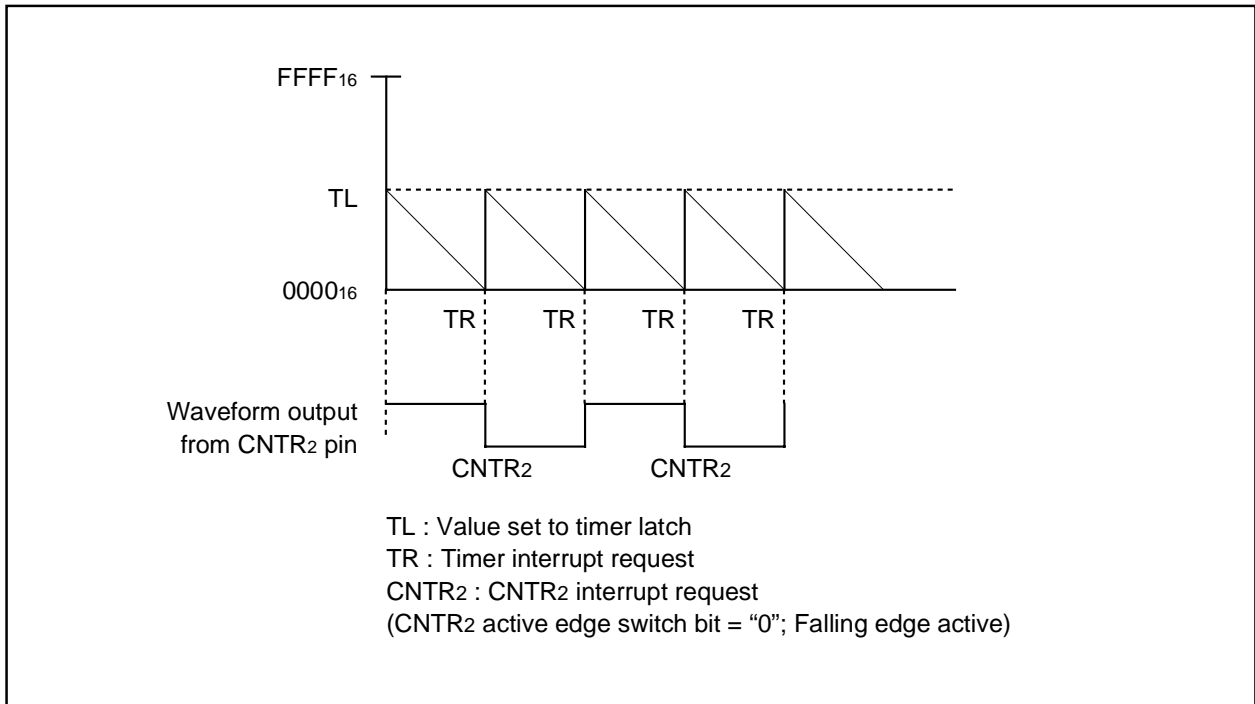 FFFF16
TL
000016
TR TR TR TR
Waveform output
from CNTR2 pin
CNTR2 CNTR2
TL : Value set to timer latch
TR : Timer interrupt request
CNTR2 : CNTR2 interrupt request
(CNTR2 active edge switch bit = “0”; Falling edge active)